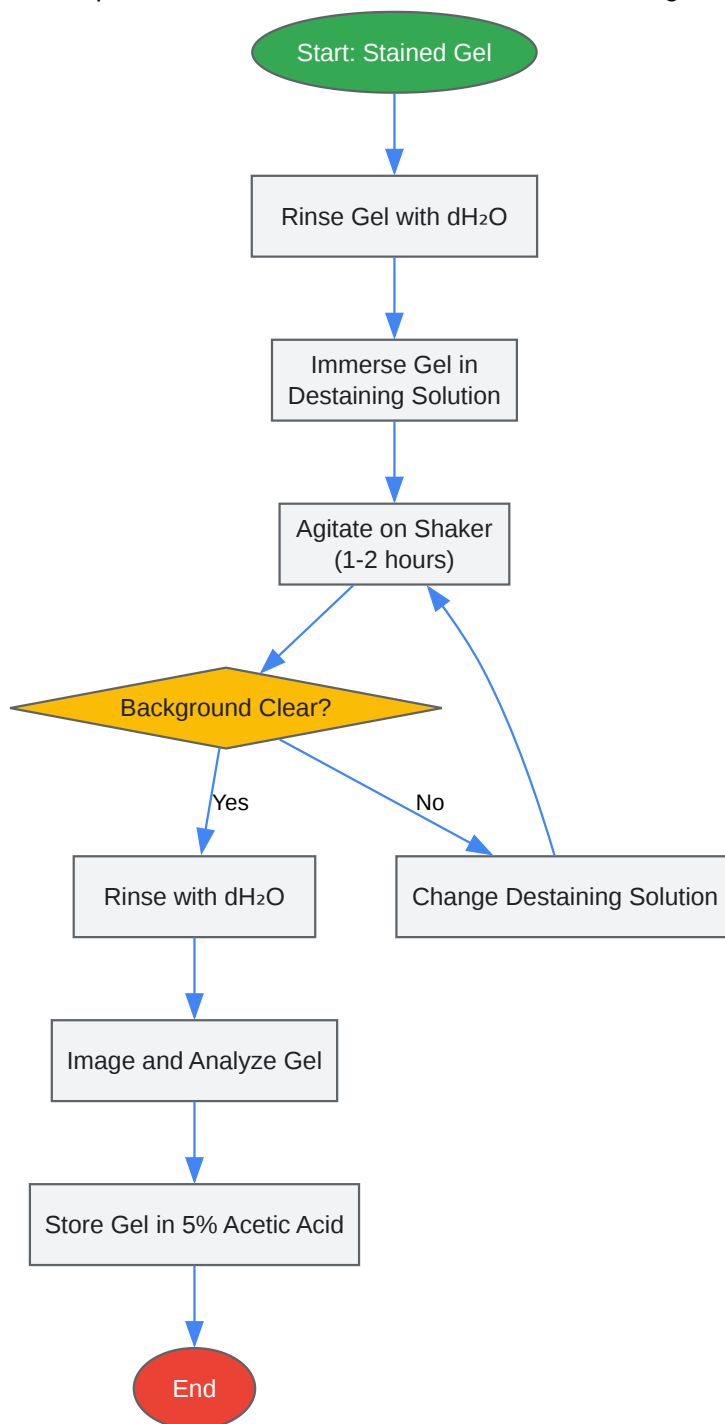 Start: Stained Gel
Rinse Gel with dH₂O
Immerse Gel in
Destaining Solution
Agitate on Shaker
(1-2 hours)
Background Clear?
Yes
No
Rinse with dH₂O
Change Destaining Solution
Image and Analyze Gel
Store Gel in 5% Acetic Acid
End